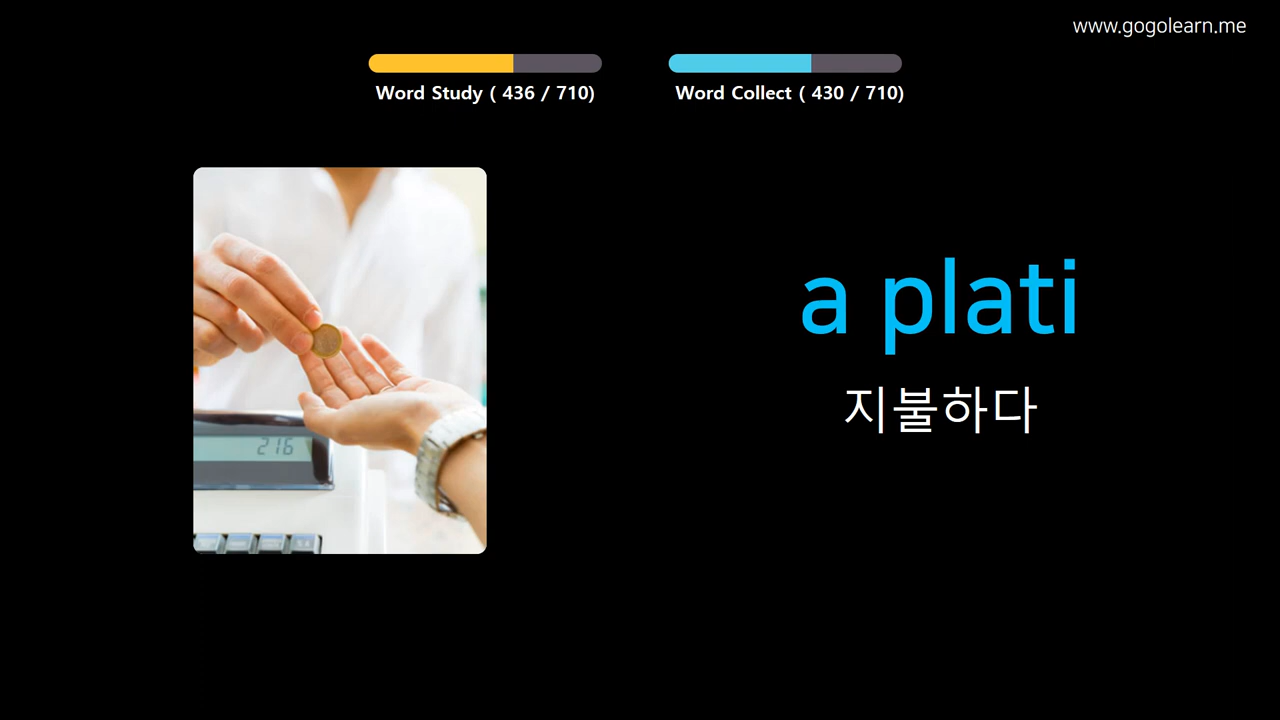 www.gogolearn.me
Word Study ( 436 / 710)
Word Collect ( 430 / 710)
a plati
지불하다
216